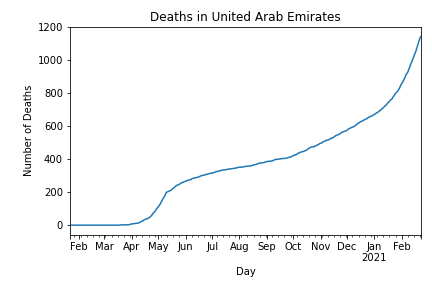 Deaths in United Arab Emirates
1200
1000
800
600
400
200
0
Number of Deaths
Feb Mar Apr May Jun Jul Aug Sep Oct Nov Dec Jan Feb
2021
Day